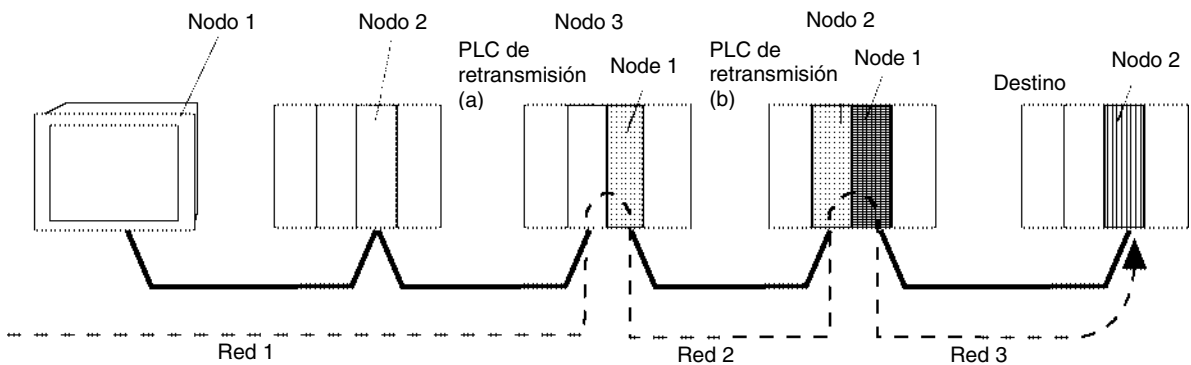 Nodo 1
Nodo 2
Nodo 3
PLC de
retransmisión
(a)
Node 1
Nodo 2
PLC de
retransmisión
(b)
Node 1
Destino
Nodo 2
Red 1
Red 2
Red 3